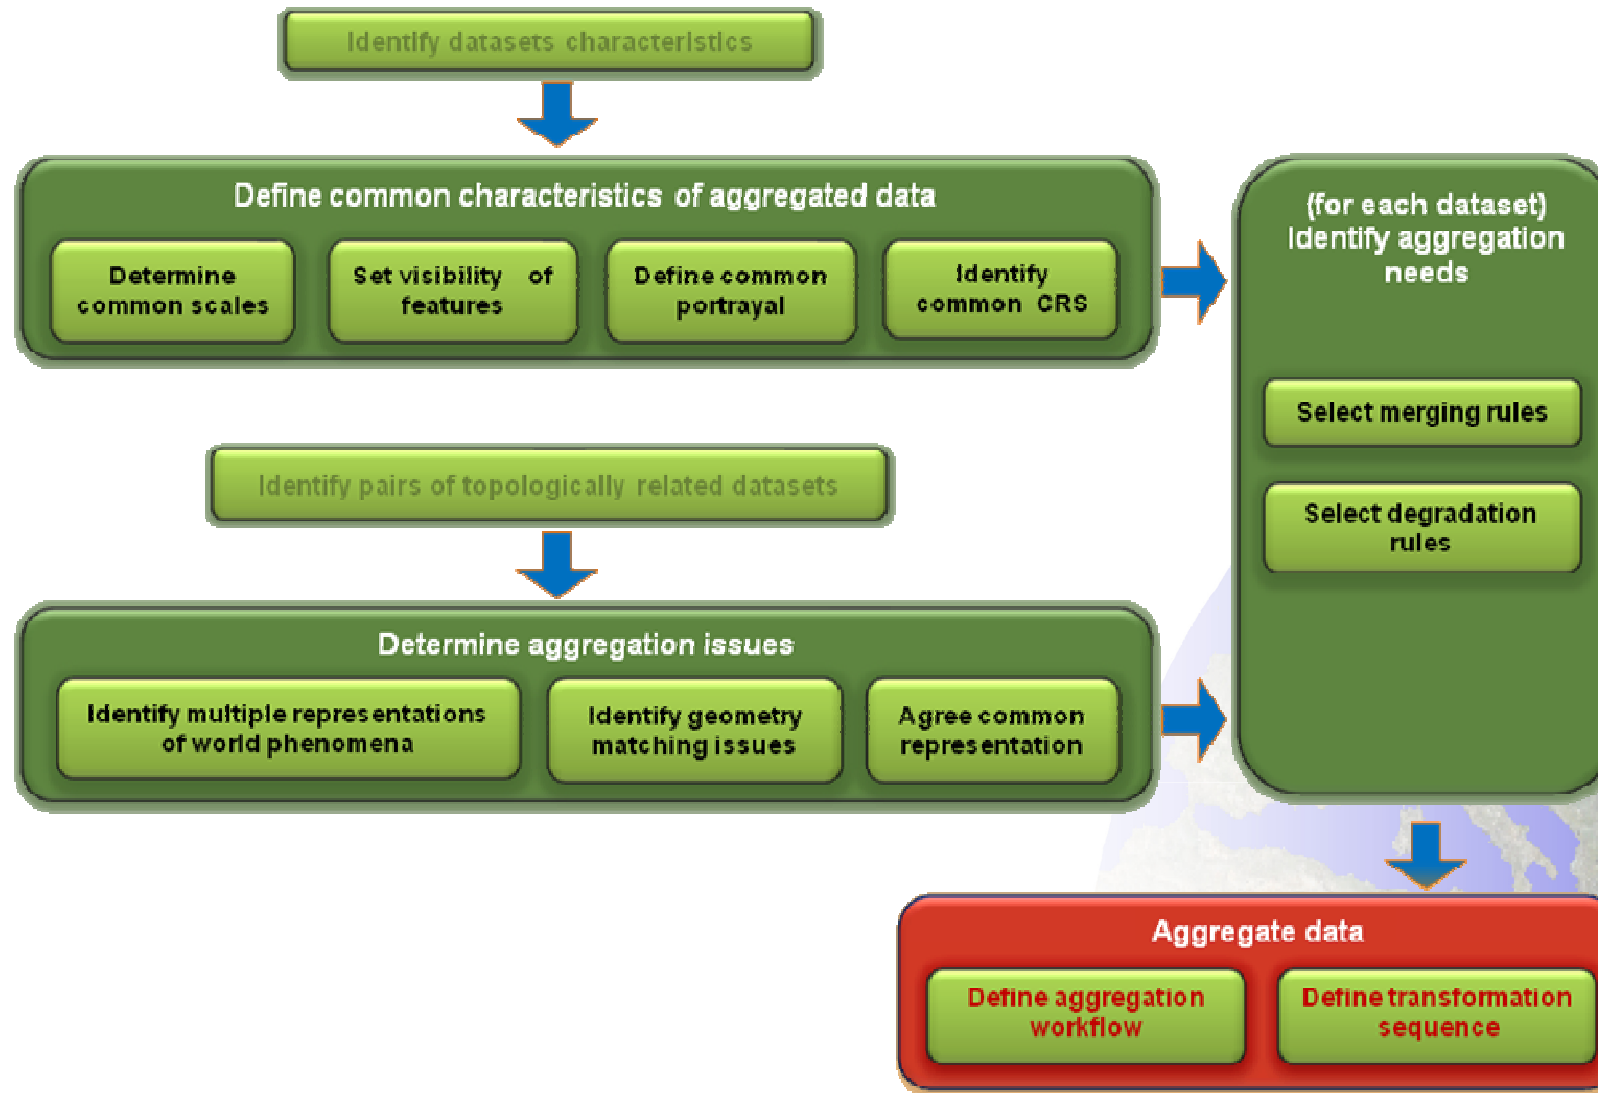 Identify datasets characteristics
Define common characteristics of aggregated data
Determine
common scales
Set visibility of
features
Define common
portrayal
Identify
common CRS
(for each dataset)
Identify aggregation
needs
Select merging rules
Select degradation
rules
Identify pairs of topologically related datasets
Determine aggregation issues
Identify multiple representations
of world phenomena
Identify geometry
matching issues
Agree common
representation
Aggregate data
Define aggregation
workflow
Define transformation
sequence